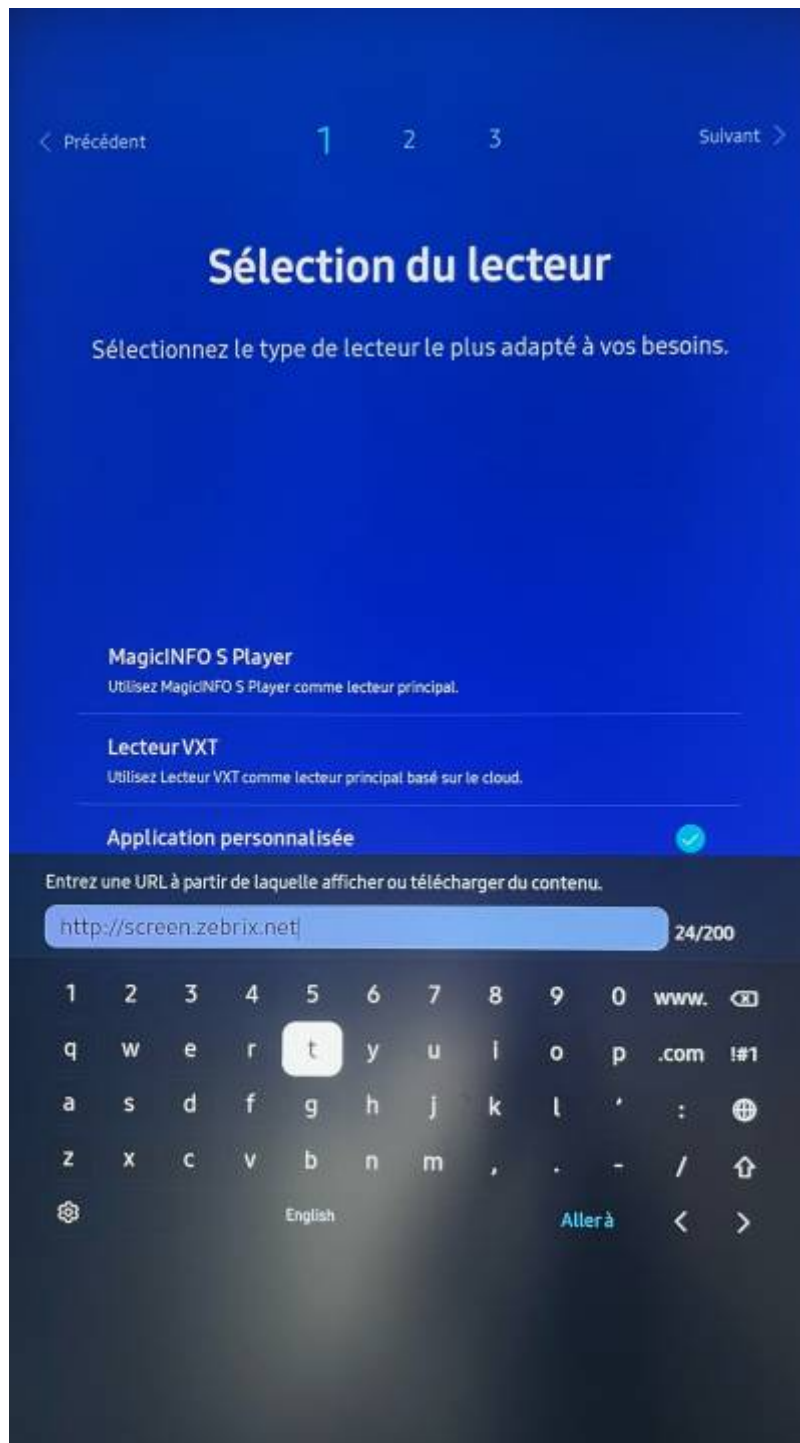 < Précédent 1 2 3 Suivant >
Sélection du lecteur
Sélectionnez le type de lecteur le plus adapté à vos besoins.
MagicINFO S Player
Utilisez MagicINFO S Player comme lecteur principal.
Lecteur VXT
Utilisez Lecteur VXT comme lecteur principal basé sur le cloud.
Application personnalisée
Entrez une URL à partir de laquelle afficher ou télécharger du contenu.
http://screen.zebrix.net 24/200
1 2 3 4 5 6 7 8 9 0 www.
q w e r t y u i o p .com !#1
a s d f g h j k l ' :
z x c v b n m , . - /
English Aller à < >